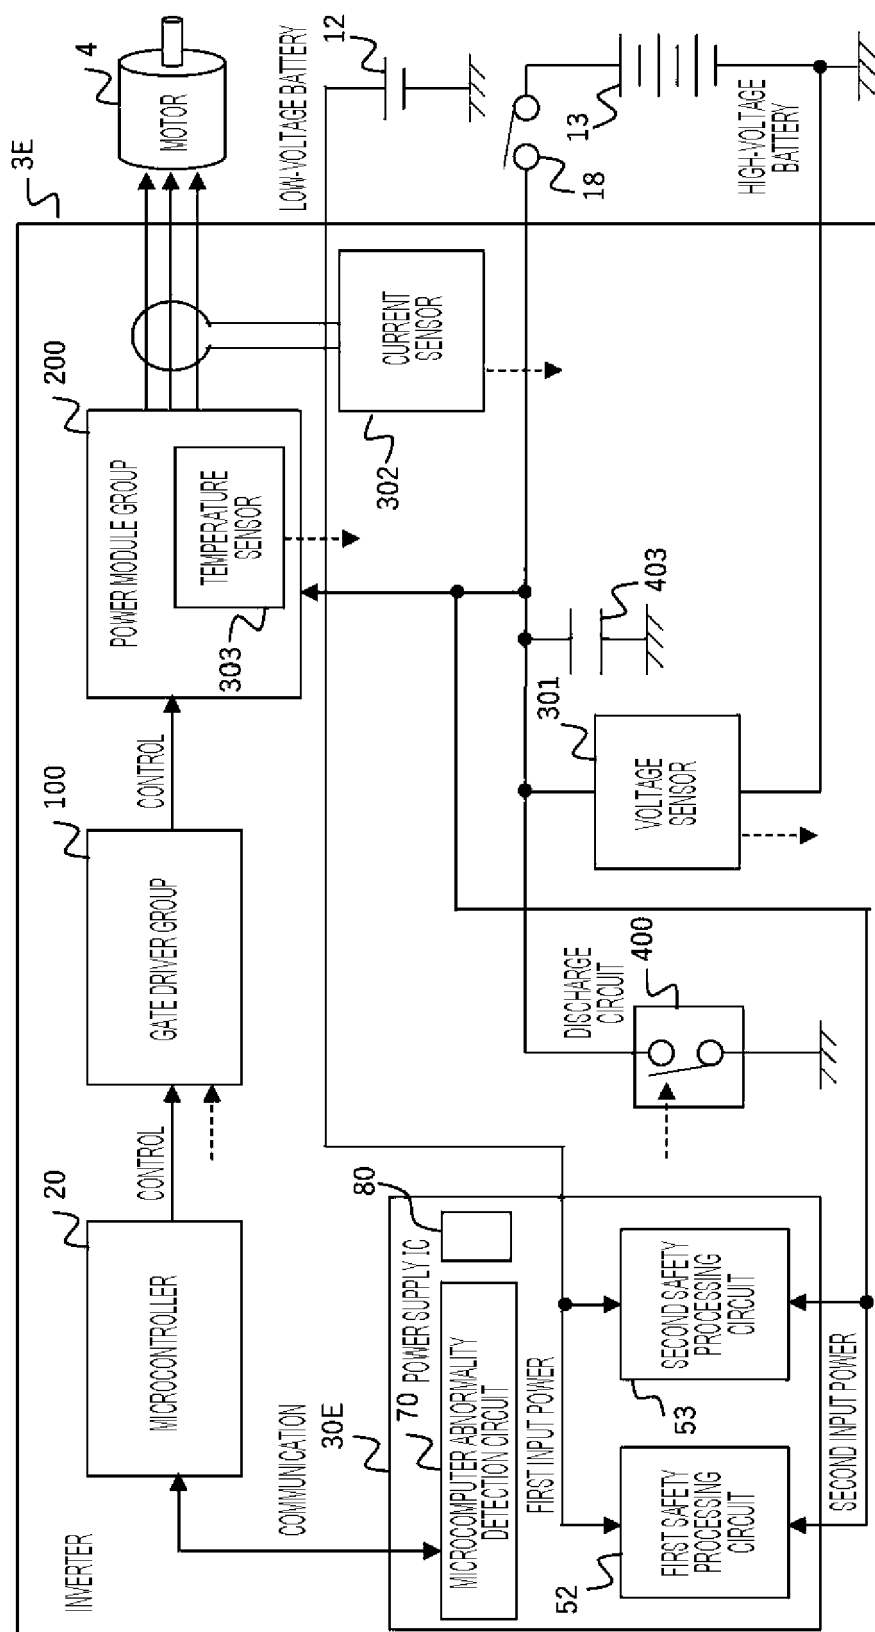 INVERTER
3E
MICROCONTROLLER
20
CONTROL
GATE DRIVER GROUP
100
CONTROL
POWER MODULE GROUP
200
TEMPERATURE
SENSOR
303
MOTOR
4
CURRENT
SENSOR
302
LOW-VOLTAGE BATTERY
12
18
13
HIGH-VOLTAGE
BATTERY
COMMUNICATION
30E
70
POWER SUPPLY IC
80
MICROCOMPUTER ABNORMALITY
DETECTION CIRCUIT
FIRST INPUT POWER
FIRST SAFETY
PROCESSING
CIRCUIT
52
SECOND SAFETY
PROCESSING
CIRCUIT
53
SECOND INPUT POWER
DISCHARGE
CIRCUIT
400
VOLTAGE
SENSOR
301
403